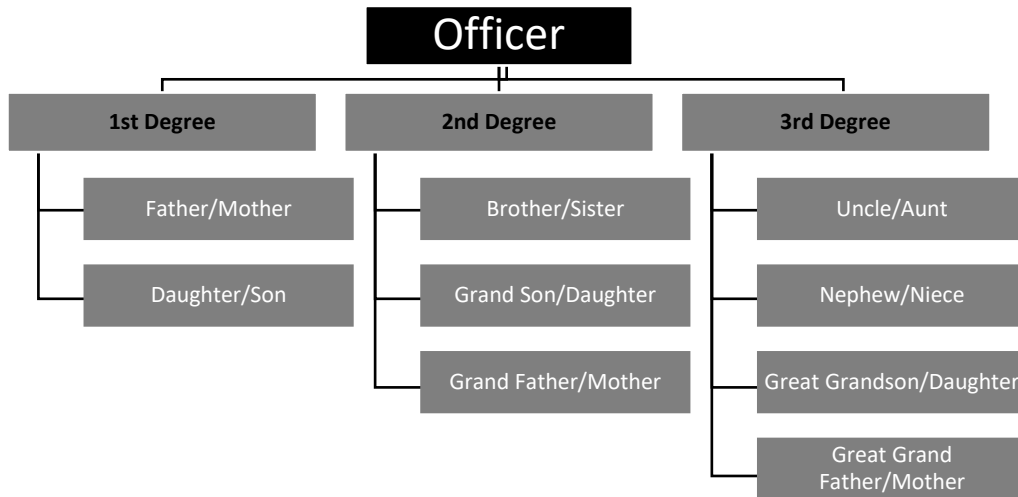 Officer
1st Degree
Father/Mother
Daughter/Son
2nd Degree
Brother/Sister
Grand Son/Daughter
Grand Father/Mother
3rd Degree
Uncle/Aunt
Nephew/Niece
Great Grandson/Daughter
Great Grand
Father/Mother